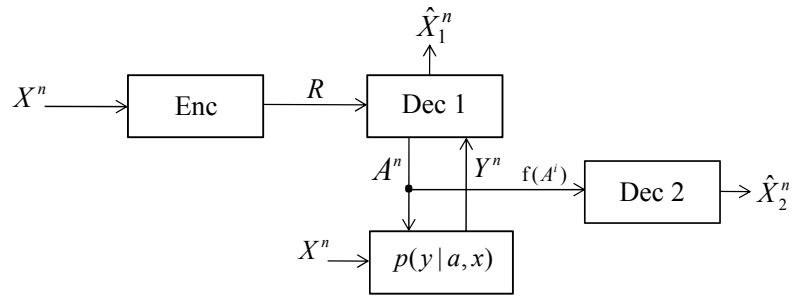 X̂₁ⁿ
Xⁿ
Enc
R
Dec 1
Aⁿ
Yⁿ
f(Aⁱ)
Dec 2
X̂₂ⁿ
Xⁿ
p(y | a, x)